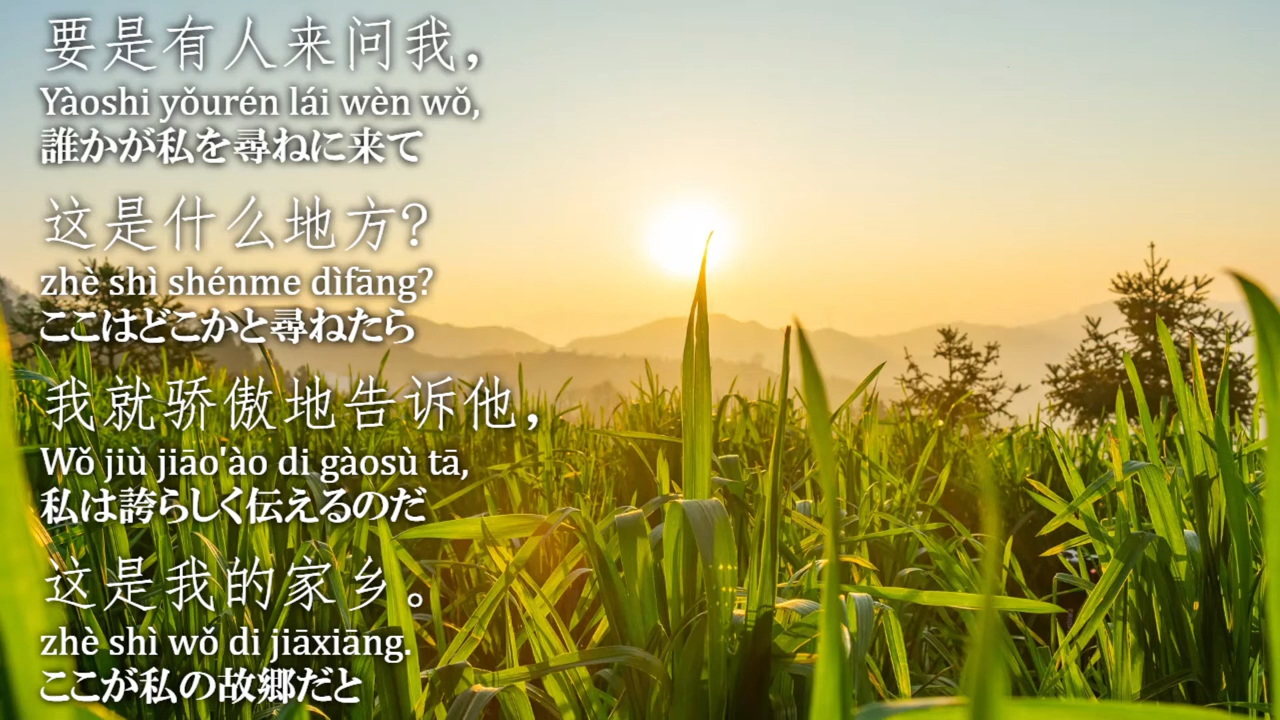 要是有人来问我，
Yàoshi yǒurén lái wèn wǒ,
誰かが私を尋ねに来て
这是什么地方？
zhè shì shénme dìfāng?
ここはどこかと尋ねたら
我就骄傲地告诉他，
Wǒ jiù jiāo'ào di gàosù tā,
私は誇らしく伝えるのだ
这是我的家乡。
zhè shì wǒ di jiāxiāng.
ここが私の故郷だと